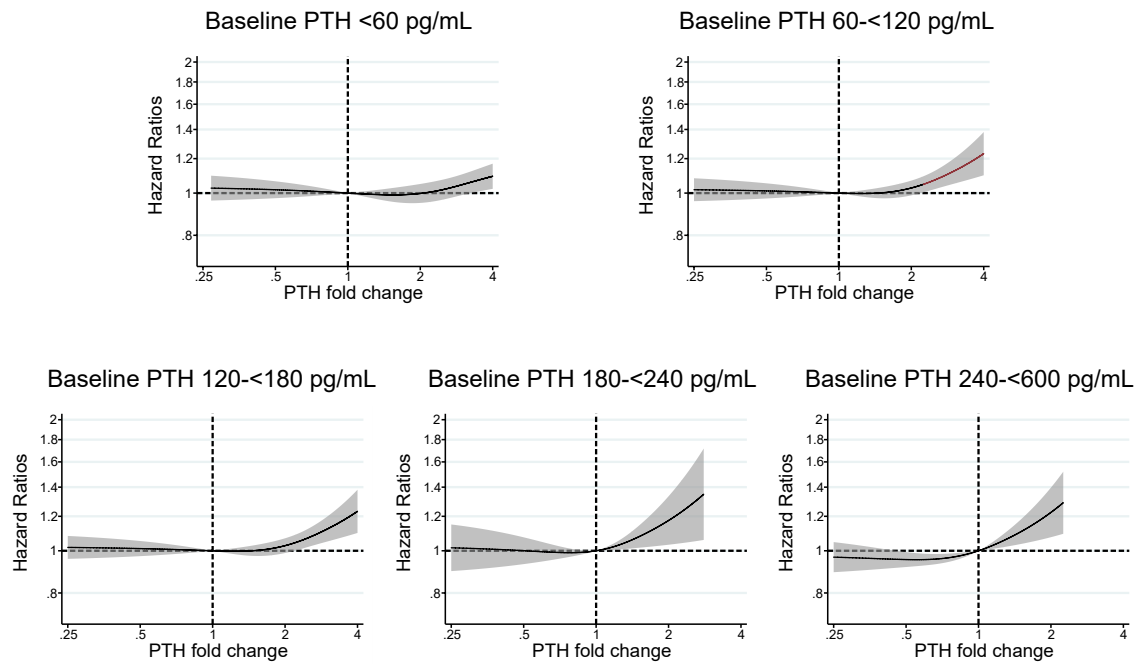 Baseline PTH <60 pg/mL
Hazard Ratios
2
1.8
1.6
1.4
1.2
1
.8
.25 .5 1 2 4
PTH fold change
Baseline PTH 60-<120 pg/mL
Hazard Ratios
2
1.8
1.6
1.4
1.2
1
.8
.25 .5 1 2 4
PTH fold change
Baseline PTH 120-<180 pg/mL
Hazard Ratios
2
1.8
1.6
1.4
1.2
1
.8
.25 .5 1 2 4
PTH fold change
Baseline PTH 180-<240 pg/mL
Hazard Ratios
2
1.8
1.6
1.4
1.2
1
.8
.25 .5 1 2 4
PTH fold change
Baseline PTH 240-<600 pg/mL
Hazard Ratios
2
1.8
1.6
1.4
1.2
1
.8
.25 .5 1 2 4
PTH fold change